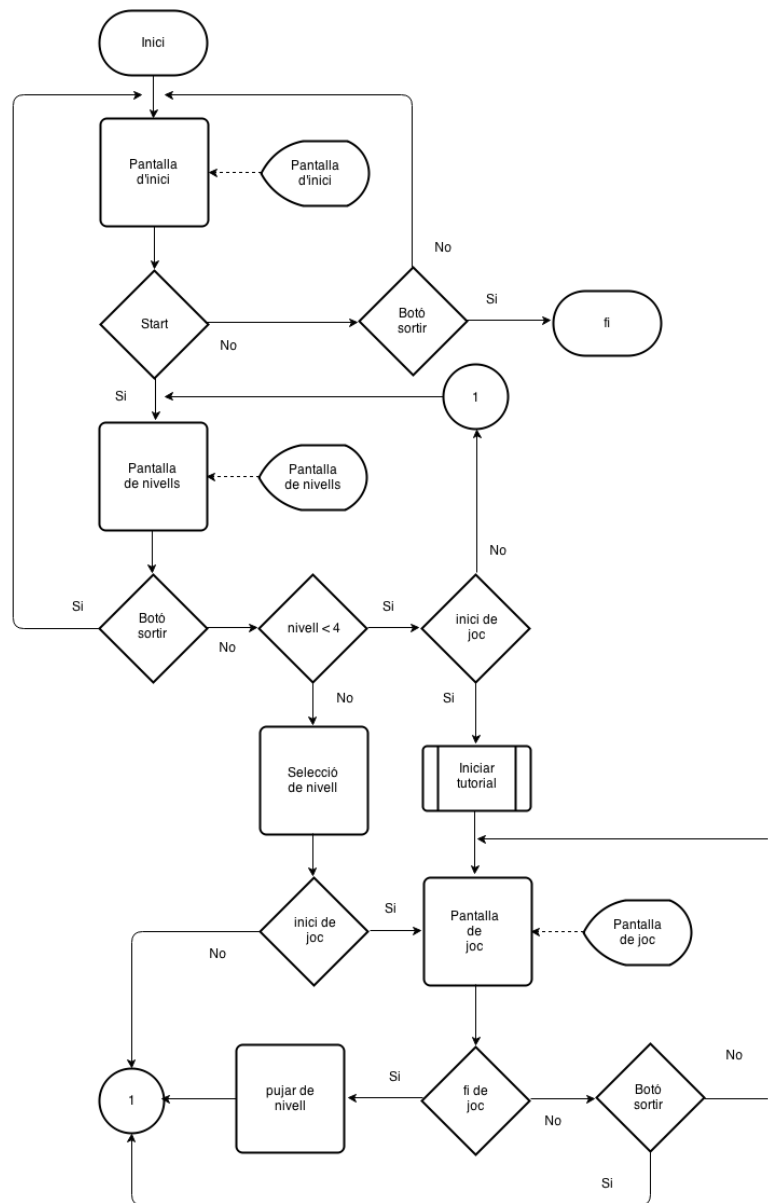 Inici
Pantalla
d'inici
Pantalla
d'inici
No
Start
No
Botó
sortir
Si
fi
Si
1
Pantalla
de nivells
Pantalla
de nivells
No
Si
Botó
sortir
No
nivell < 4
Si
inici de
joc
No
Si
Selecció
de nivell
Iniciar
tutorial
inici de
joc
Si
No
Pantalla
de
joc
Pantalla
de joc
1
pujar de
nivell
Si
fi de
joc
No
Botó
sortir
No
Si